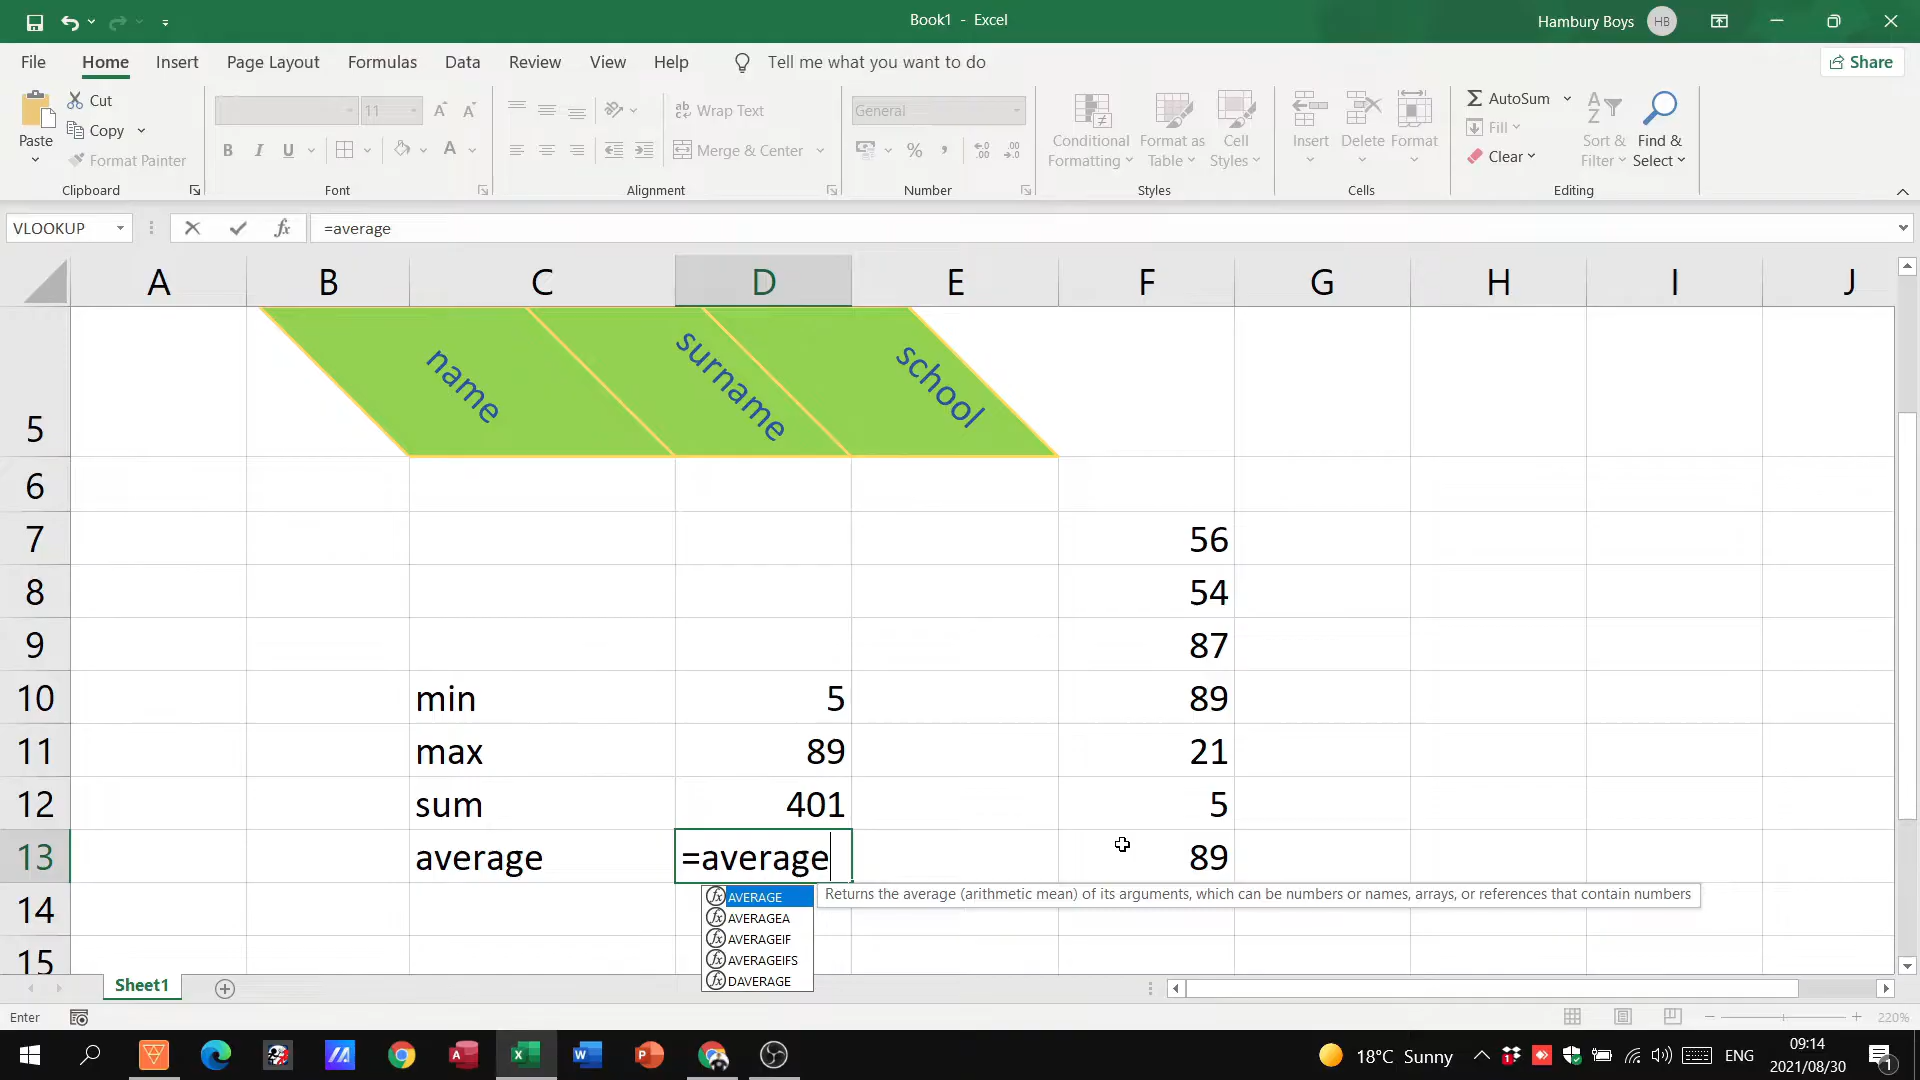 Book1 - Excel
Hambury Boys HB
File Home Insert Page Layout Formulas Data Review View Help Tell me what you want to do Share
Paste
Cut
Copy
Format Painter
Clipboard
11
B I U A
Font
Wrap Text
Merge & Center
Alignment
General
% ,
Number
Conditional Formatting
Format as Table
Cell Styles
Styles
Insert Delete Format
Cells
AutoSum
Fill
Clear
Sort & Filter
Find & Select
Editing
VLOOKUP fx =average
A B C D E F G H I J
name surname school
5
6
7 56
8 54
9 87
10 min 5 89
11 max 89 21
12 sum 401 5
13 average =average 89
14
15
AVERAGE Returns the average (arithmetic mean) of its arguments, which can be numbers or names, arrays, or references that contain numbers
AVERAGEA
AVERAGEIF
AVERAGEIFS
DAVERAGE
Sheet1
Enter 220%
18°C Sunny ENG 09:14
2021/08/30